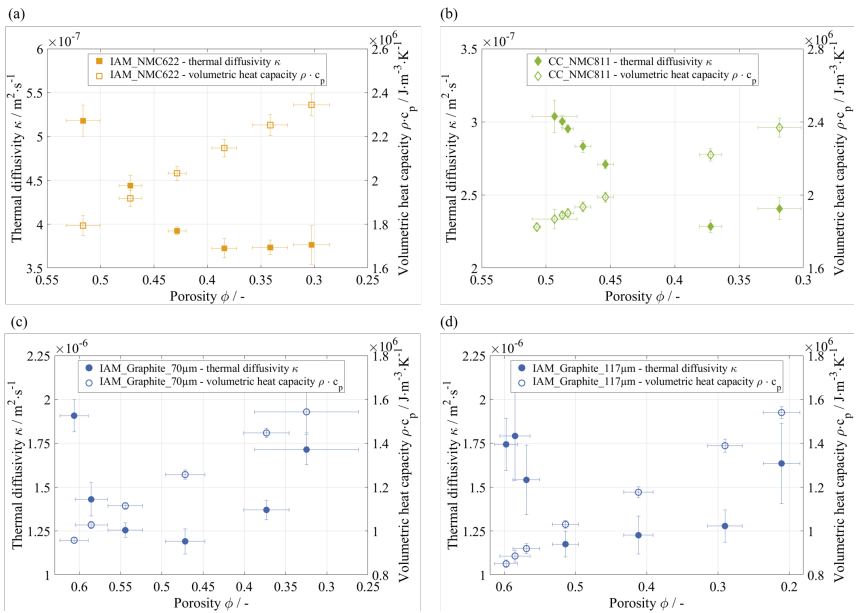 (a)
×10⁻⁷
×10⁶
IAM_NMC622 - thermal diffusivity κ
IAM_NMC622 - volumetric heat capacity ρ · cₚ
Thermal diffusivity κ / m²·s⁻¹
6
5.5
5
4.5
4
3.5
Volumetric heat capacity ρ·cₚ / J·m⁻³·K⁻¹
2.6
2.4
2.2
2
1.8
1.6
0.55 0.5 0.45 0.4 0.35 0.3 0.25
Porosity ϕ / -
(b)
×10⁻⁷
×10⁶
CC_NMC811 - thermal diffusivity κ
CC_NMC811 - volumetric heat capacity ρ · cₚ
Thermal diffusivity κ / m²·s⁻¹
3.5
3
2.5
2
Volumetric heat capacity ρ·cₚ / J·m⁻³·K⁻¹
2.8
2.6
2.4
2.2
2
1.8
1.6
0.55 0.5 0.45 0.4 0.35 0.3
Porosity ϕ / -
(c)
×10⁻⁶
×10⁶
IAM_Graphite_70µm - thermal diffusivity κ
IAM_Graphite_70µm - volumetric heat capacity ρ · cₚ
Thermal diffusivity κ / m²·s⁻¹
2.25
2
1.75
1.5
1.25
1
Volumetric heat capacity ρ·cₚ / J·m⁻³·K⁻¹
1.8
1.6
1.4
1.2
1
0.8
0.6 0.55 0.5 0.45 0.4 0.35 0.3
Porosity ϕ / -
(d)
×10⁻⁶
×10⁶
IAM_Graphite_117µm - thermal diffusivity κ
IAM_Graphite_117µm - volumetric heat capacity ρ · cₚ
Thermal diffusivity κ / m²·s⁻¹
2.25
2
1.75
1.5
1.25
1
Volumetric heat capacity ρ·cₚ / J·m⁻³·K⁻¹
1.8
1.6
1.4
1.2
1
0.8
0.6 0.5 0.4 0.3 0.2
Porosity ϕ / -